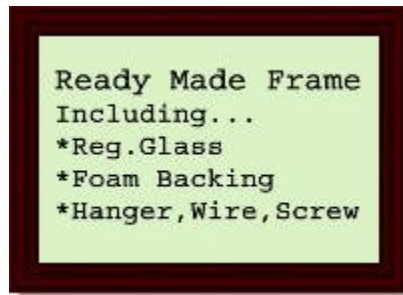 Ready Made Frame
Including...
*Reg.Glass
*Foam Backing
*Hanger,Wire,Screw